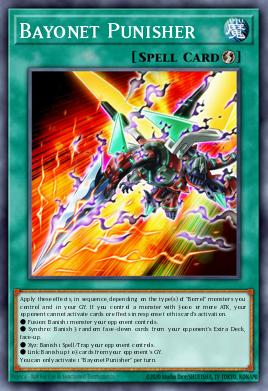 BAYONET PUNISHER
魔
[SPELL CARD]
Apply these effects, in sequence, depending on the type(s) of "Borrel" monsters you
control and in your GY. If you control a monster with 3000 or more ATK, your
opponent cannot activate cards or effects in response to this card's activation.
● Fusion: Banish 1 monster your opponent controls.
● Synchro: Banish 3 random face-down cards from your opponent's Extra Deck,
face-up.
● Xyz: Banish 1 Spell/Trap your opponent controls.
● Link: Banish up to 3 cards from your opponent's GY.
You can only activate 1 "Bayonet Punisher" per turn.